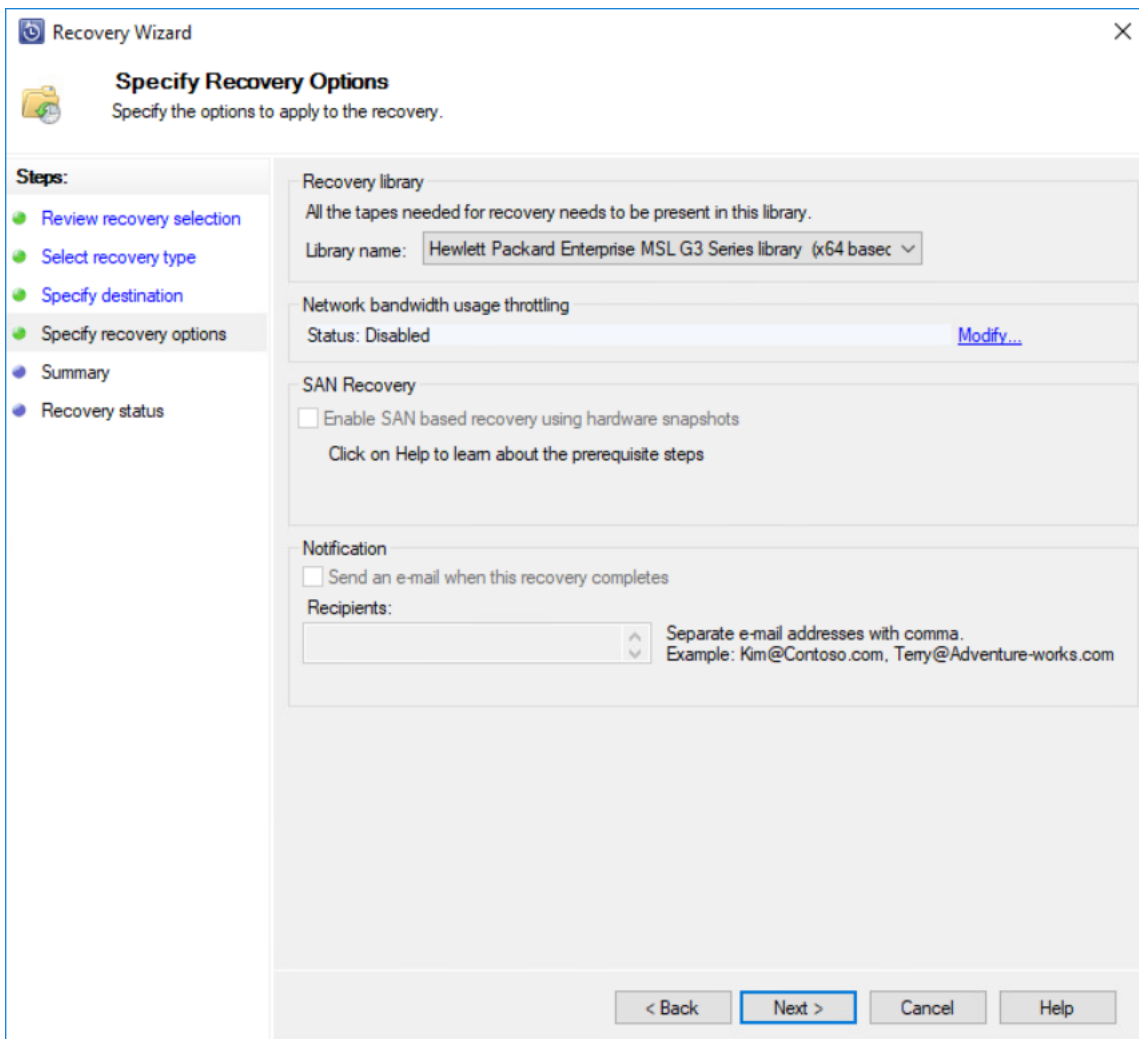 Recovery Wizard
Specify Recovery Options
Specify the options to apply to the recovery.
Steps:
Review recovery selection
Select recovery type
Specify destination
Specify recovery options
Summary
Recovery status
Recovery library
All the tapes needed for recovery needs to be present in this library.
Library name: Hewlett Packard Enterprise MSL G3 Series library (x64 basec
Network bandwidth usage throttling
Status: Disabled Modify...
SAN Recovery
Enable SAN based recovery using hardware snapshots
Click on Help to learn about the prerequisite steps
Notification
Send an e-mail when this recovery completes
Recipients:
Separate e-mail addresses with comma.
Example: Kim@Contoso.com, Terry@Adventure-works.com
< Back Next > Cancel Help